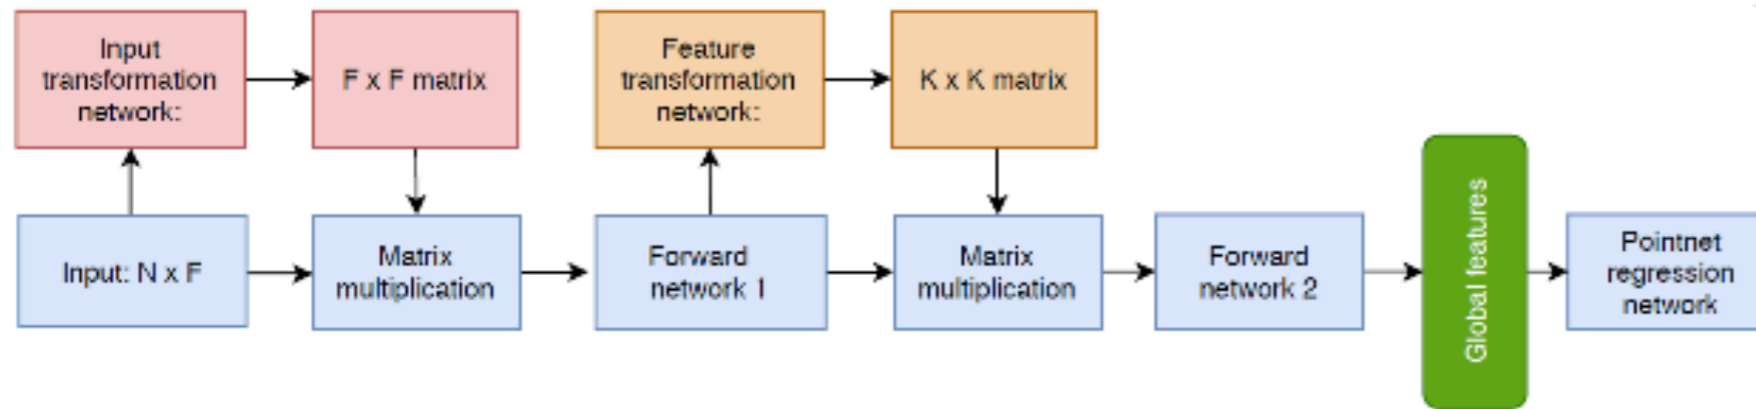 Input
transformation
network:
F x F matrix
Feature
transformation
network:
K x K matrix
Input: N x F
Matrix
multiplication
Forward
network 1
Matrix
multiplication
Forward
network 2
Global features
Pointnet
regression
network